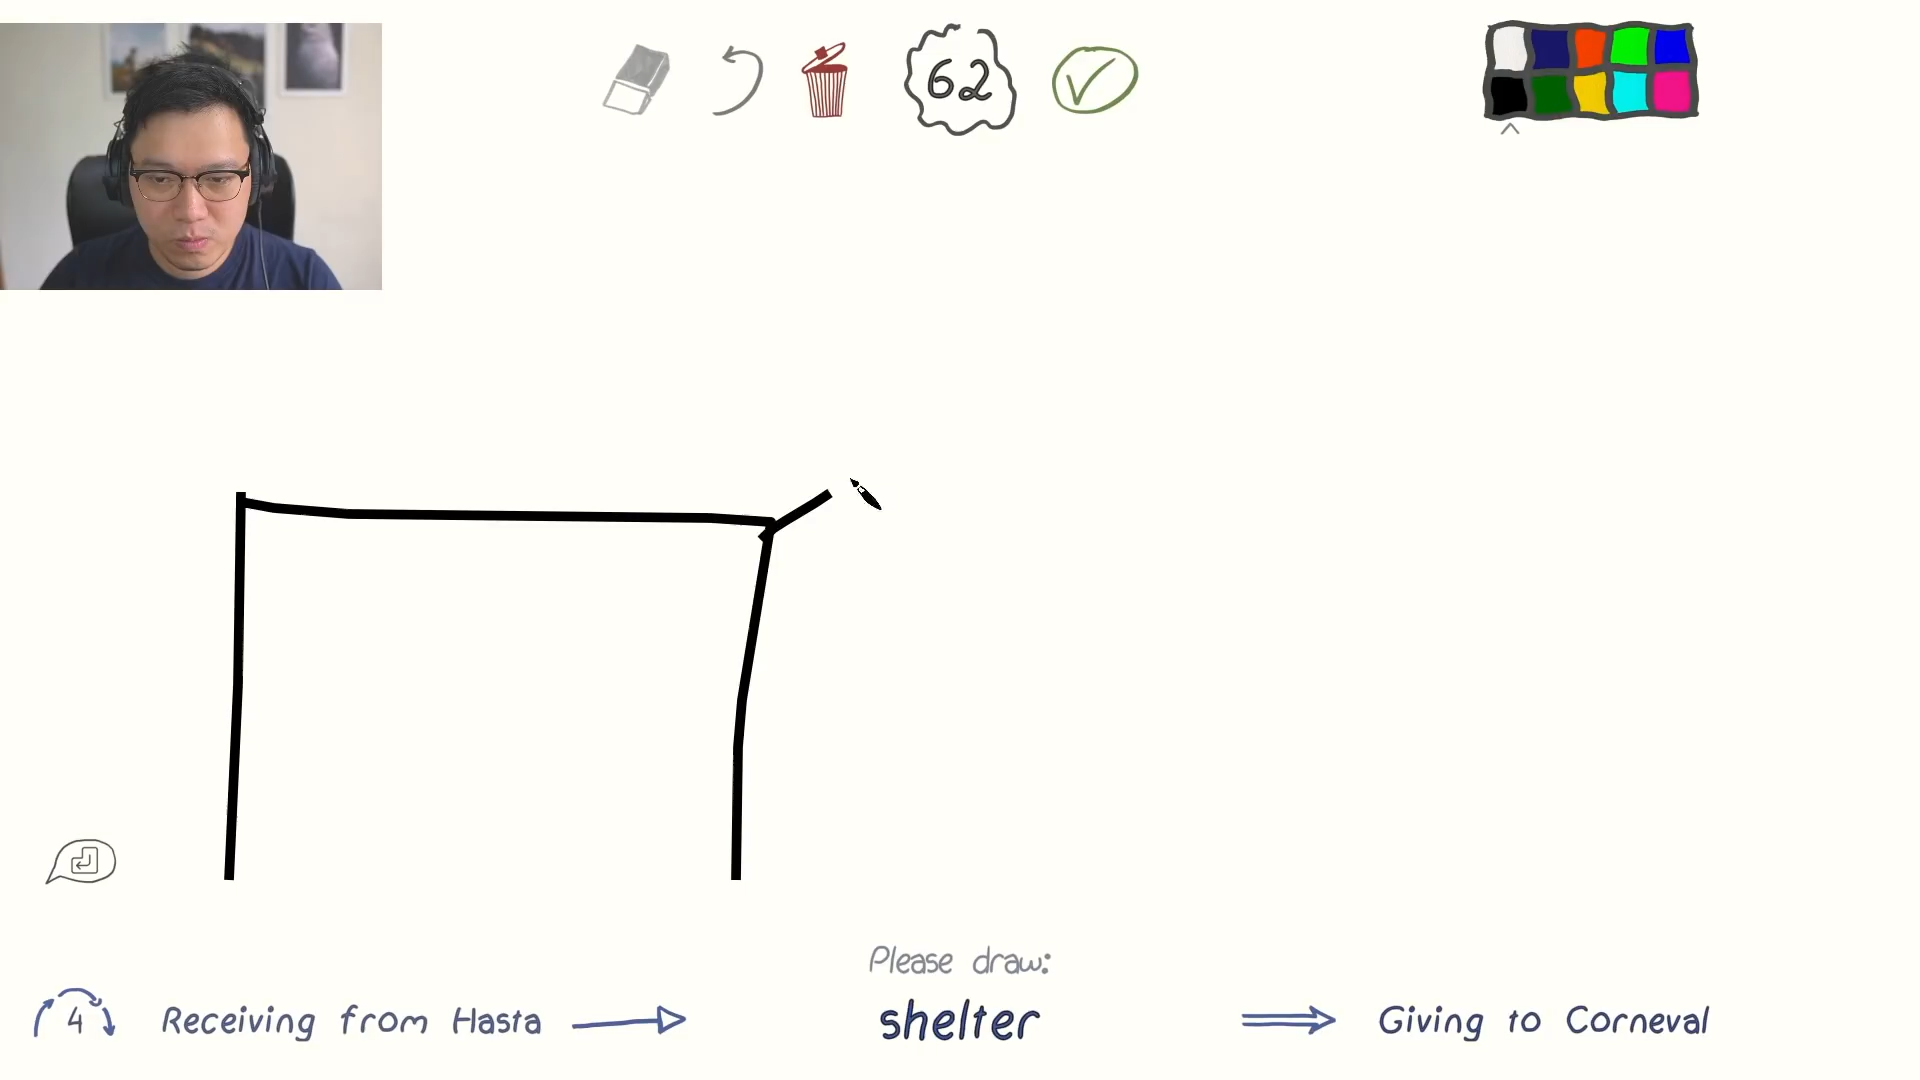 62
Please draw:
4 Receiving from Hasta
shelter
Giving to Corneval